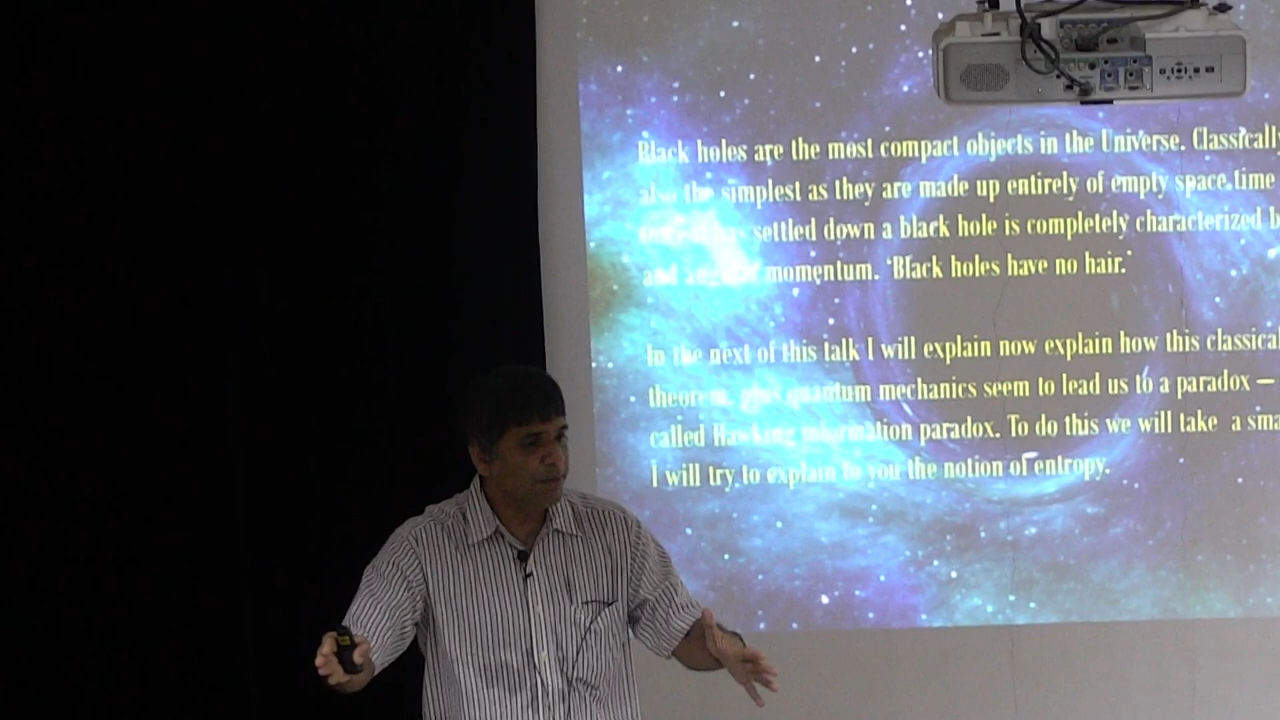 Black holes are the most compact objects in the Universe. Classically
also the simplest as they are made up entirely of empty space time
settled down a black hole is completely characterized
and angular momentum. 'Black holes have no hair.'
In the next of this talk I will explain now explain how this classical
theorem, plus quantum mechanics seem to lead us to a paradox –
called Hawking information paradox. To do this we will take a
I will try to explain to you the notion of entropy.